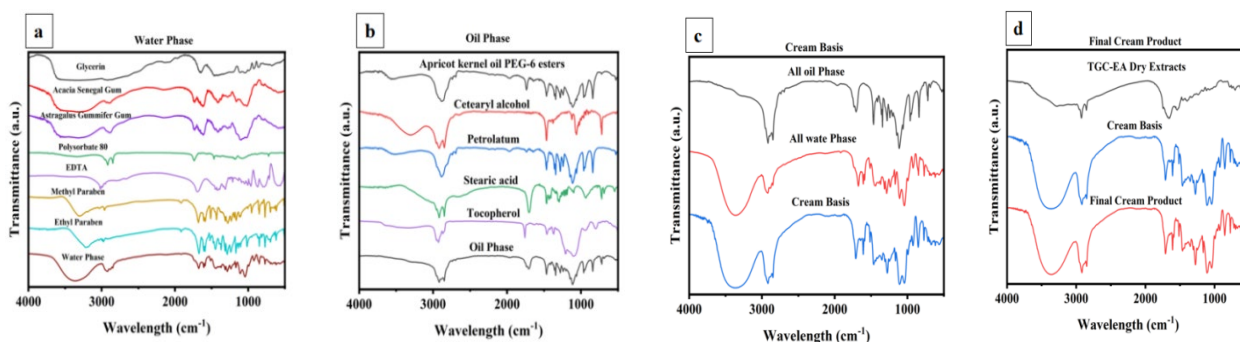 a
Water Phase
Glycerin
Acacia Senegal Gum
Astragalus Gummifer Gum
Polysorbate 80
EDTA
Methyl Paraben
Ethyl Paraben
Water Phase
Transmittance (a.u.)
4000 3000 2000 1000
Wavelength (cm-1)
b
Oil Phase
Apricot kernel oil PEG-6 esters
Cetearyl alcohol
Petrolatum
Stearic acid
Tocopherol
Oil Phase
Transmittance (a.u.)
4000 3000 2000 1000
Wavelength (cm-1)
c
Cream Basis
All oil Phase
All wate Phase
Cream Basis
Transmittance (a.u.)
4000 3000 2000 1000
Wavelength (cm-1)
d
Final Cream Product
TGC-EA Dry Extracts
Cream Basis
Final Cream Product
Transmittance (a.u.)
4000 3000 2000 1000
Wavelength (cm-1)